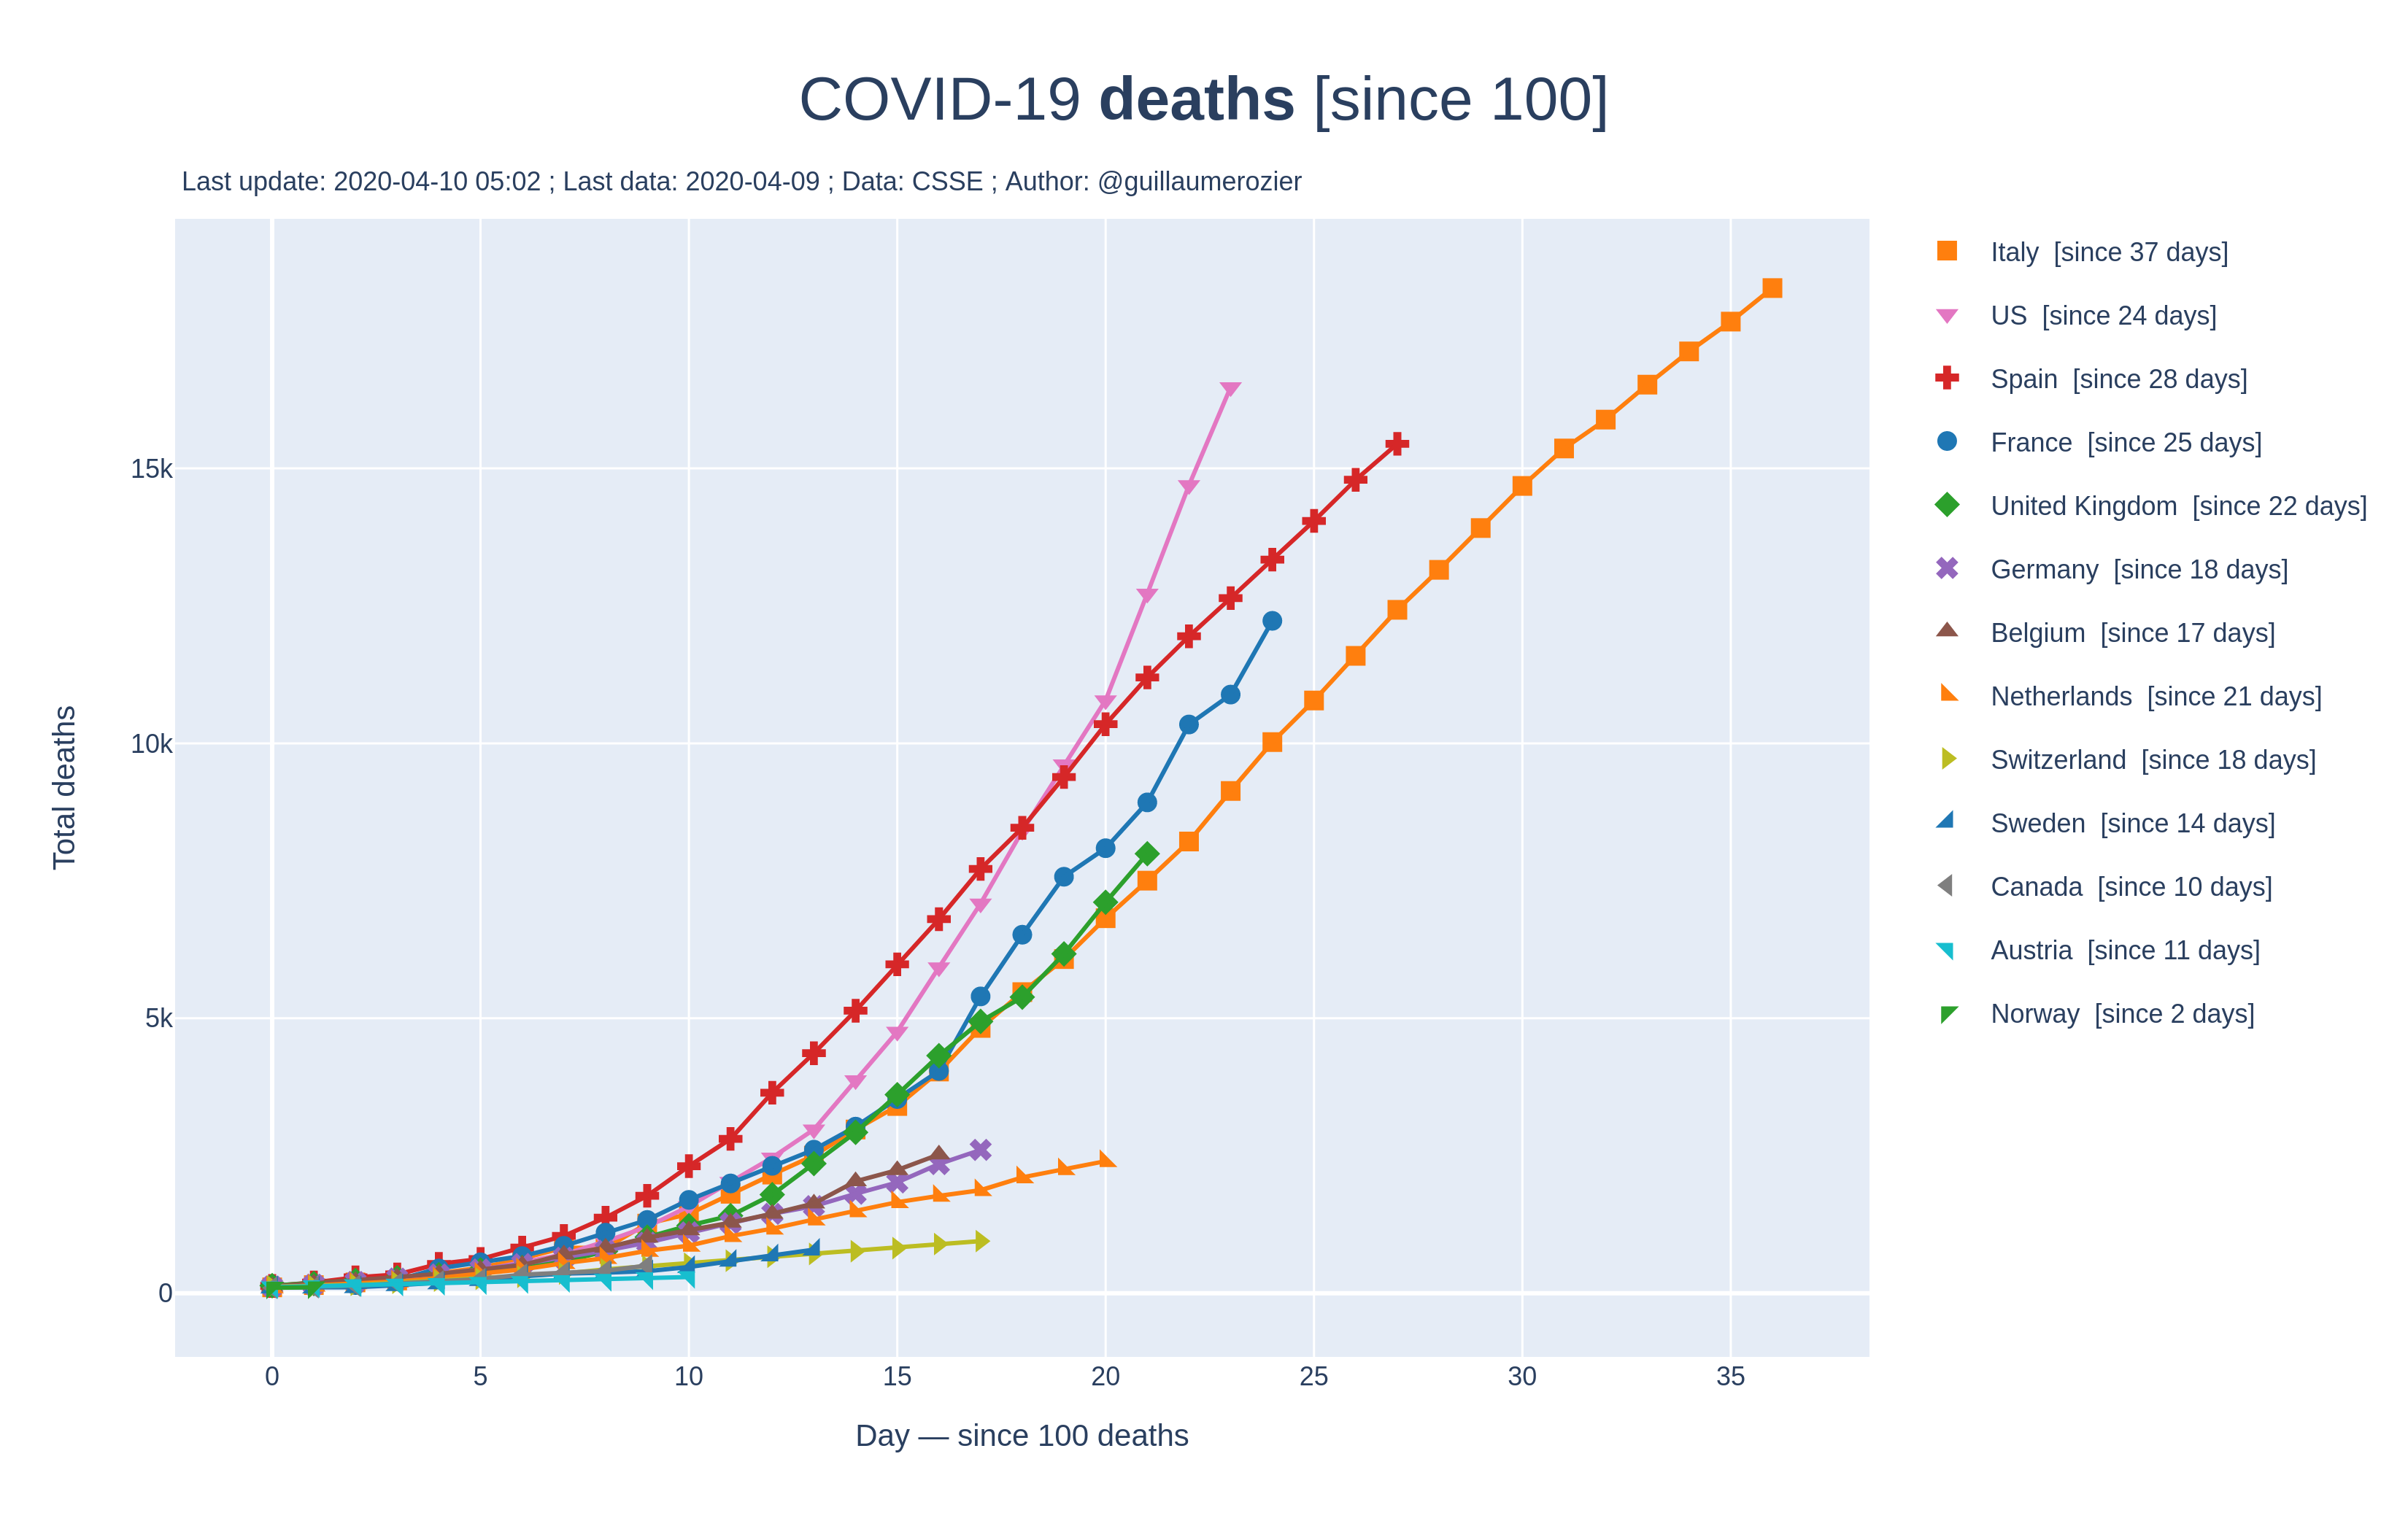 COVID-19 deaths [since 100]
Last update: 2020-04-10 05:02 ; Last data: 2020-04-09 ; Data: CSSE ; Author: @guillaumerozier
Italy  [since 37 days]
US  [since 24 days]
Spain  [since 28 days]
France  [since 25 days]
United Kingdom  [since 22 days]
Germany  [since 18 days]
Belgium  [since 17 days]
Netherlands  [since 21 days]
Switzerland  [since 18 days]
Sweden  [since 14 days]
Canada  [since 10 days]
Austria  [since 11 days]
Norway  [since 2 days]
Total deaths
15k
10k
5k
0
0 5 10 15 20 25 30 35
Day — since 100 deaths